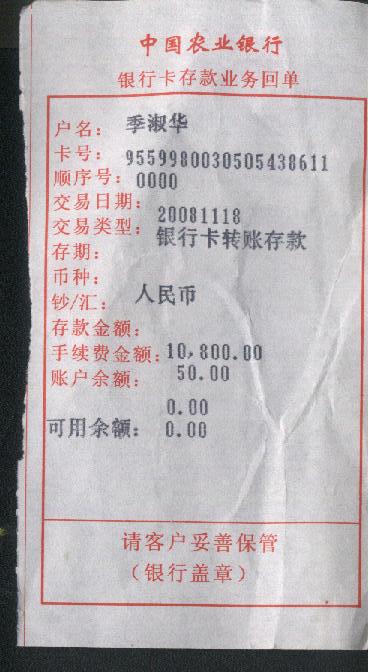 中国农业银行
银行卡存款业务回单
户名：季淑华
卡号：9559980030505438611
顺序号：0000
交易日期：20081118
交易类型：银行卡转账存款
存期：
币种：人民币
钞/汇：
存款金额：10,800.00
手续费金额：50.00
账户余额：0.00
可用余额：0.00
请客户妥善保管
（银行盖章）